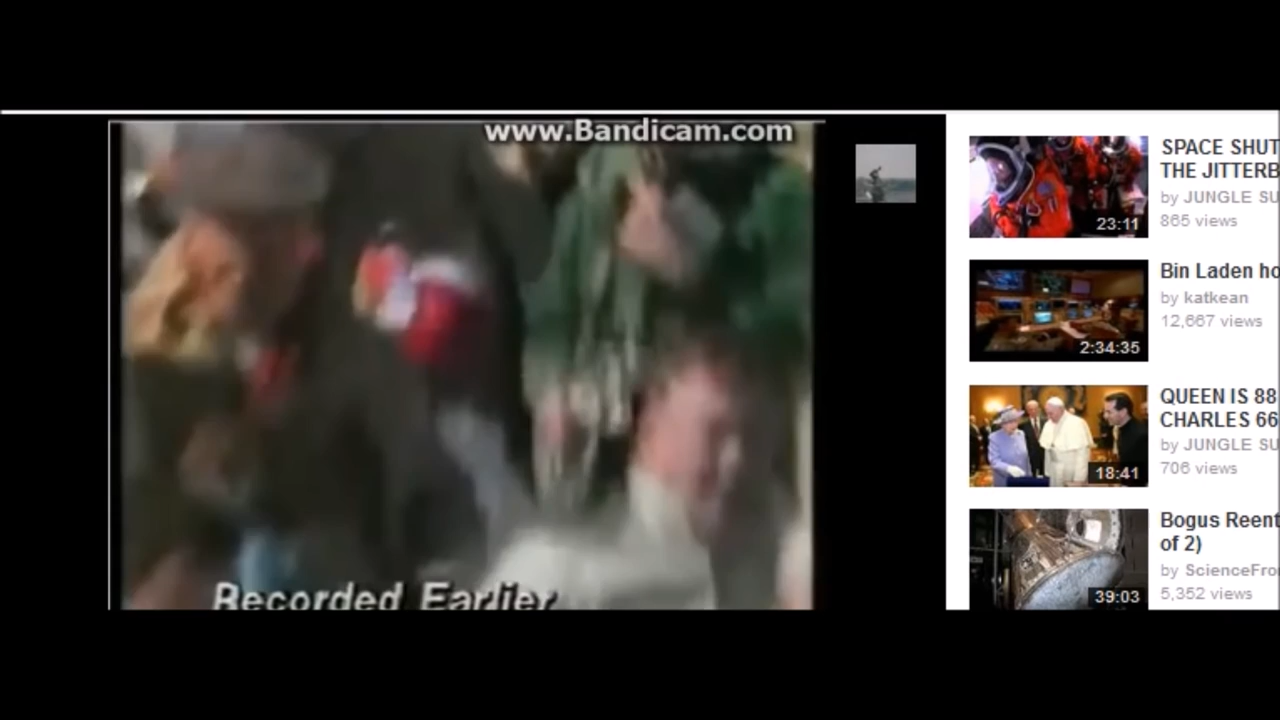 www.Bandicam.com
Recorded Earlier
SPACE SHUT
THE JITTERB
by JUNGLE SU
865 views
23:11
Bin Laden ho
by katkean
12,667 views
2:34:35
QUEEN IS 88
CHARLES 66
by JUNGLE SU
706 views
18:41
Bogus Reent
of 2)
by ScienceFro
5,352 views
39:03